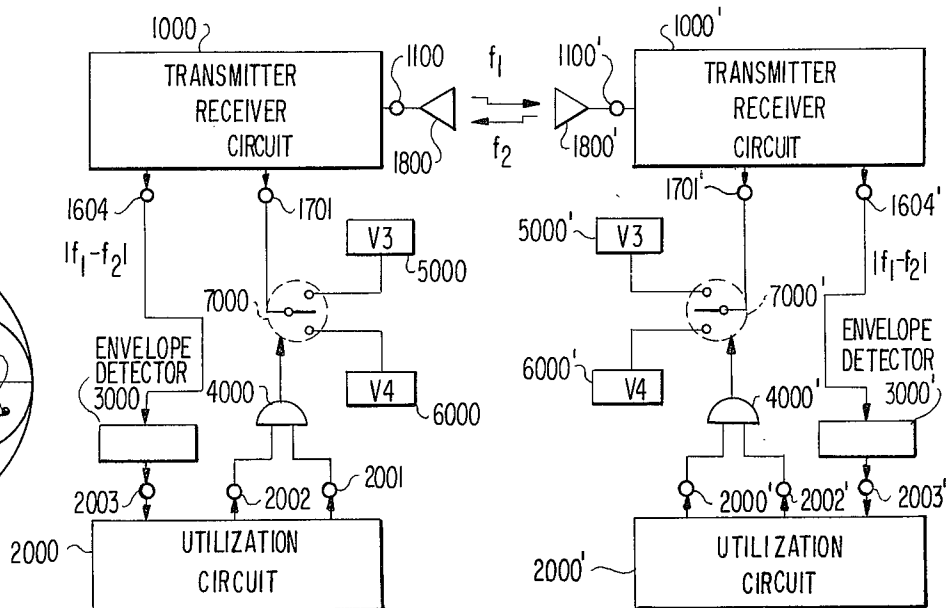 1000
TRANSMITTER
RECEIVER
CIRCUIT
1100
f1
f2
1800
1604
1701
|f1-f2|
V3
5000
7000
V4
6000
ENVELOPE
DETECTOR
3000
4000
2003
2002
2001
2000
UTILIZATION
CIRCUIT
1000'
TRANSMITTER
RECEIVER
CIRCUIT
1100'
1800'
1701'
1604'
|f1-f2|
5000'
V3
7000'
6000'
V4
ENVELOPE
DETECTOR
3000'
4000'
2000'
2002'
2003'
2000'
UTILIZATION
CIRCUIT